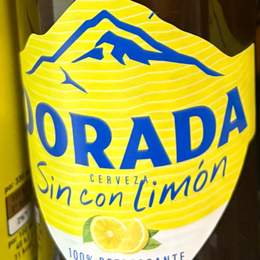 DORADA
CERVEZA
Sin con limón
100%